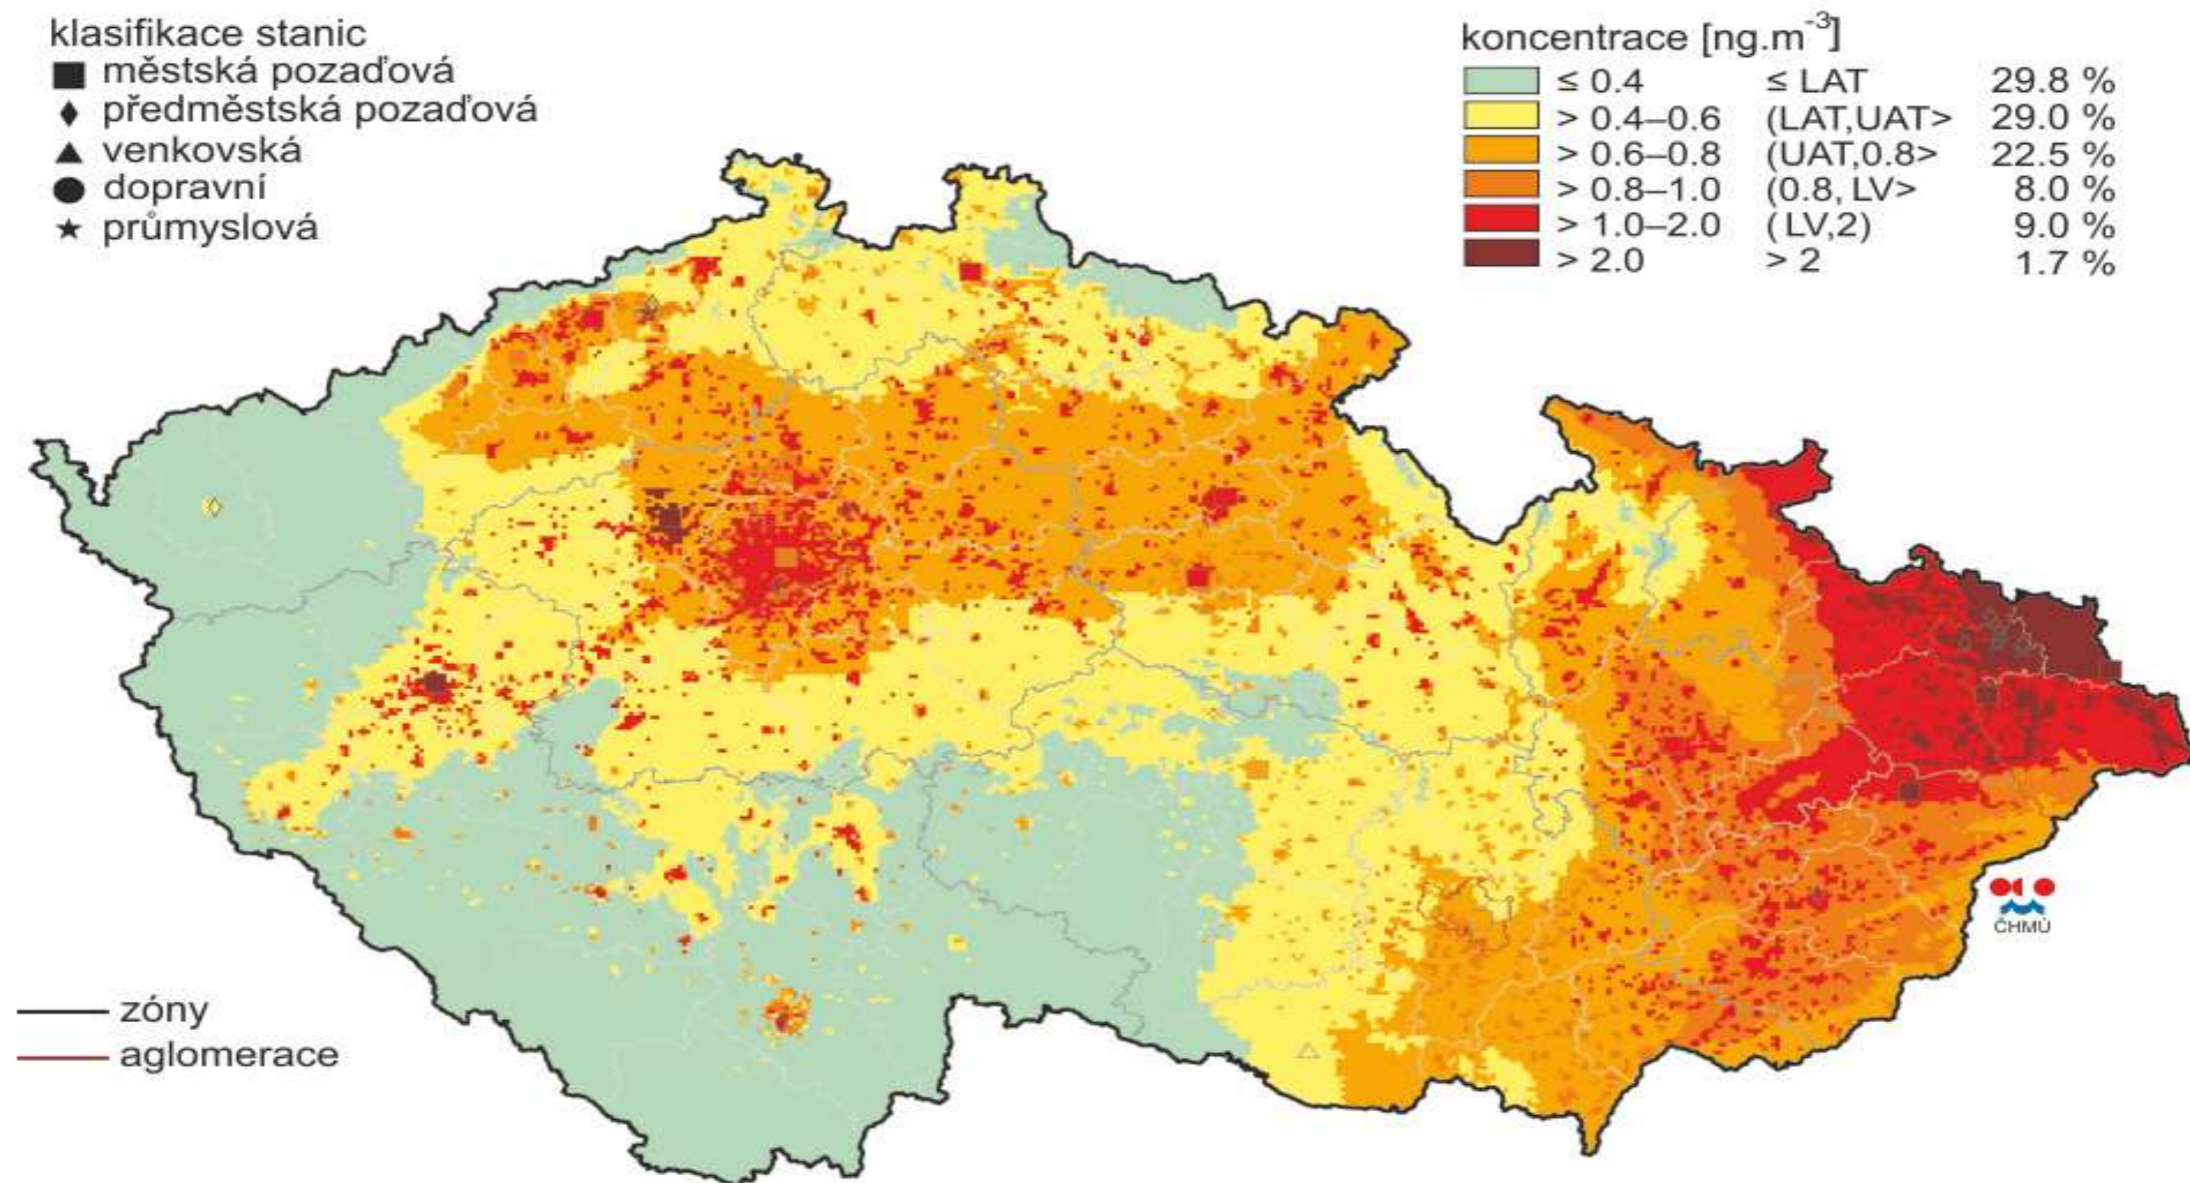 klasifikace stanic
městská pozaďová
předměstská pozaďová
venkovská
dopravní
průmyslová
koncentrace [ng.m-3]
≤ 0.4 ≤ LAT 29.8 %
> 0.4–0.6 (LAT,UAT> 29.0 %
> 0.6–0.8 (UAT,0.8> 22.5 %
> 0.8–1.0 (0.8, LV> 8.0 %
> 1.0–2.0 ( LV,2) 9.0 %
> 2.0 > 2 1.7 %
ČHMÚ
zóny
aglomerace